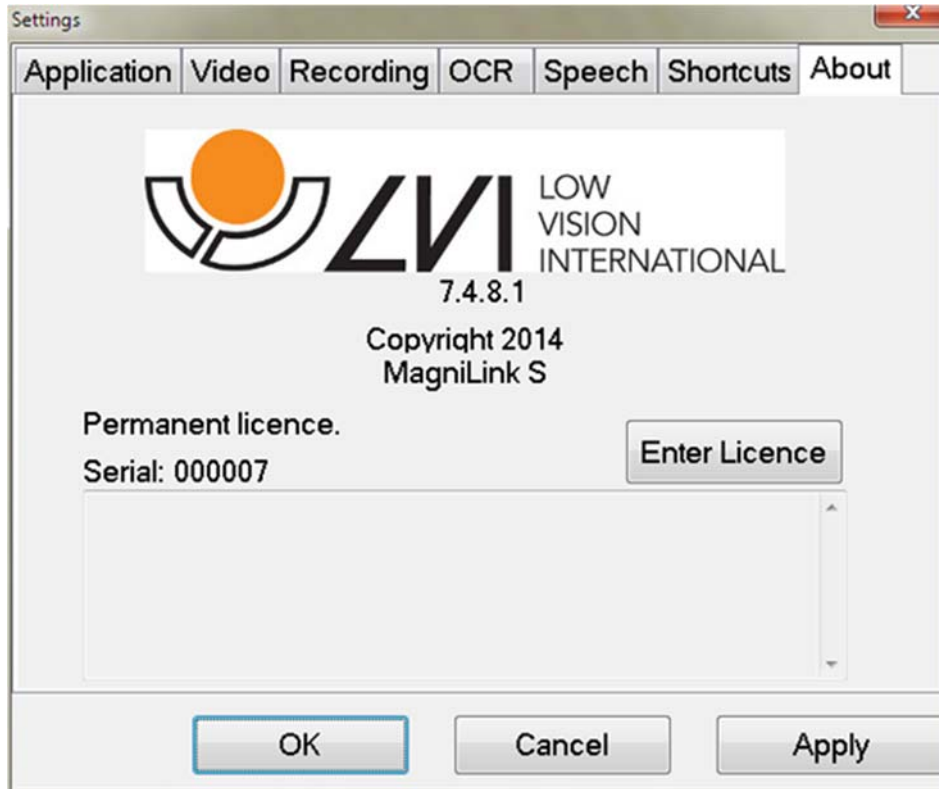 Settings
x
Application Video Recording OCR Speech Shortcuts About
LVI LOW
VISION
INTERNATIONAL
7.4.8.1
Copyright 2014
MagniLink S
Permanent licence.
Enter Licence
Serial: 000007
OK Cancel Apply